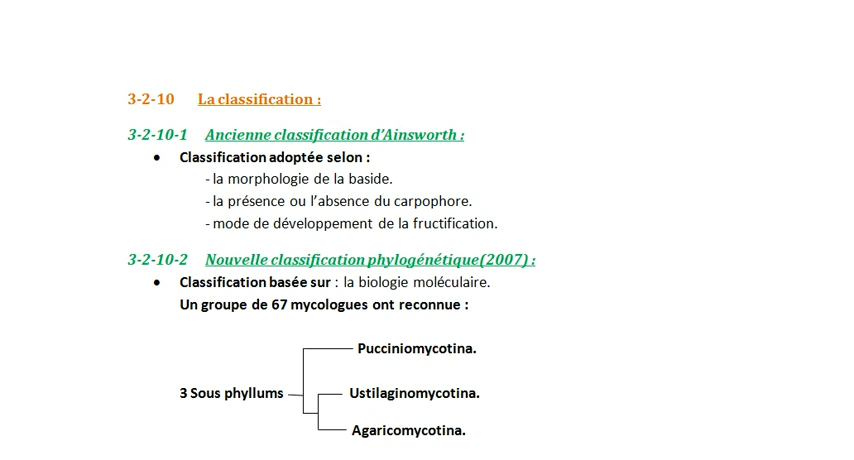 3-2-10 La classification :
3-2-10-1 Ancienne classification d’Ainsworth :
• Classification adoptée selon :
- la morphologie de la baside.
- la présence ou l’absence du carpophore.
- mode de développement de la fructification.
3-2-10-2 Nouvelle classification phylogénétique(2007) :
• Classification basée sur : la biologie moléculaire.
Un groupe de 67 mycologues ont reconnue :
Pucciniomycotina.
3 Sous phyllums
Ustilaginomycotina.
Agaricomycotina.